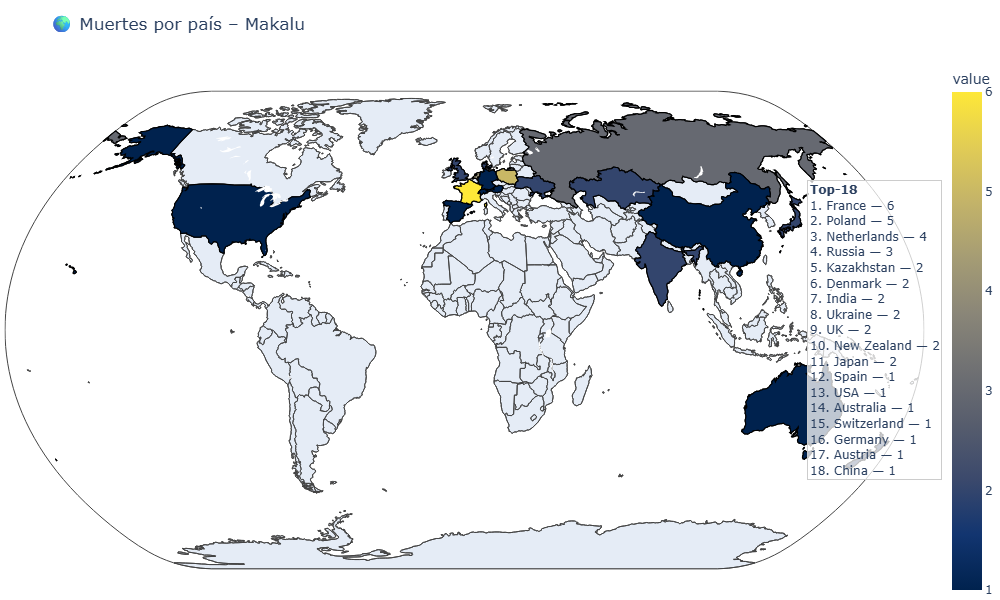 🌍 Muertes por país – Makalu
value
6
5
4
3
2
1
Top-18
1. France — 6
2. Poland — 5
3. Netherlands — 4
4. Russia — 3
5. Kazakhstan — 2
6. Denmark — 2
7. India — 2
8. Ukraine — 2
9. UK — 2
10. New Zealand — 2
11. Japan — 2
12. Spain — 1
13. USA — 1
14. Australia — 1
15. Switzerland — 1
16. Germany — 1
17. Austria — 1
18. China — 1